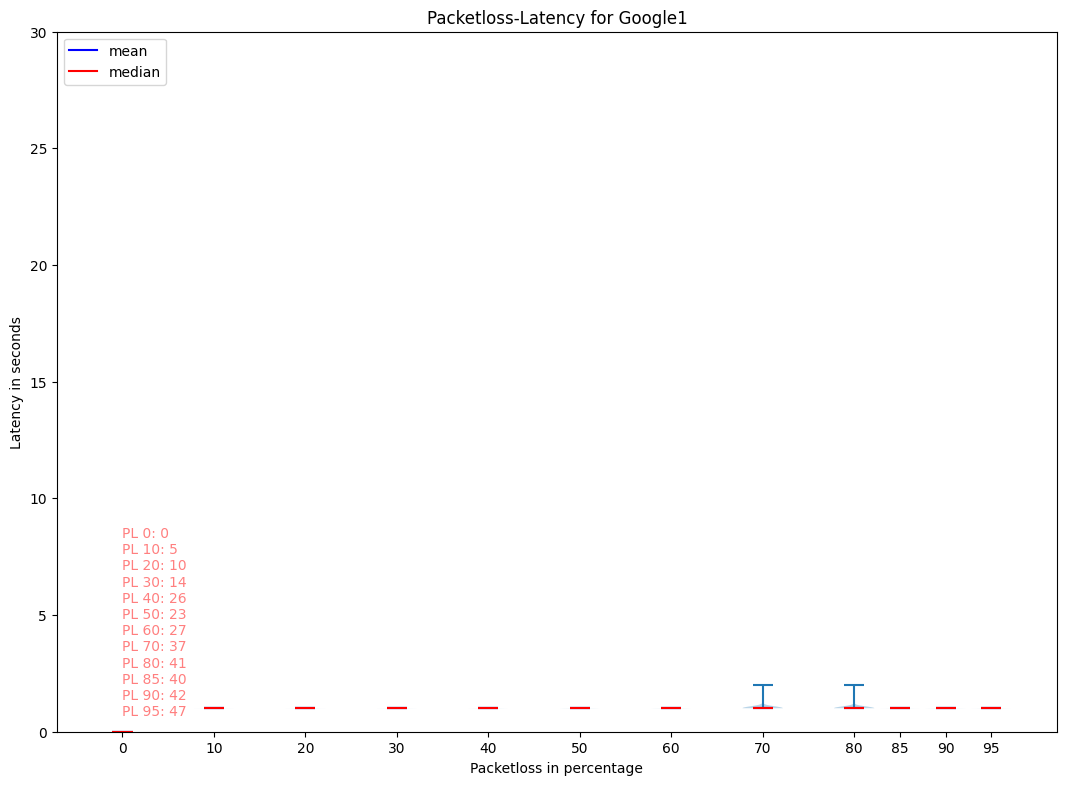 Packetloss-Latency for Google1
mean
median
30
25
20
15
10
5
0
Latency in seconds
PL 0: 0
PL 10: 5
PL 20: 10
PL 30: 14
PL 40: 26
PL 50: 23
PL 60: 27
PL 70: 37
PL 80: 41
PL 85: 40
PL 90: 42
PL 95: 47
0 10 20 30 40 50 60 70 80 85 90 95
Packetloss in percentage